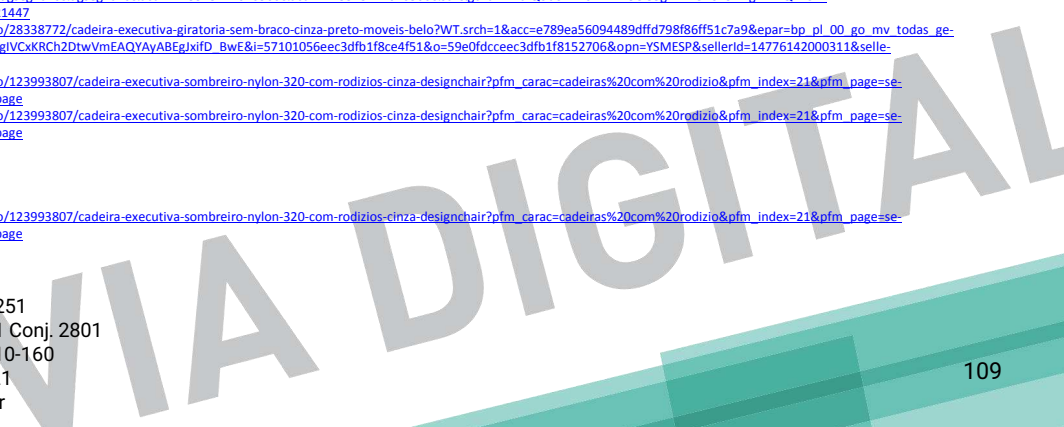 1447
o/28338772/cadeira-executiva-giratoria-sem-braco-cinza-preto-moveis-belo?WT.srch=1&acc=e789ea56094489dffd798f86ff51c7a9&epar=bp_pl_00_go_mv_todas_ge-
gIVCxKRCh2DtwVmEAQYAyABEgJxifD_BwE&i=57101056eec3dfb1f8ce4f51&o=59e0fdcceec3dfb1f8152706&opn=YSMESP&sellerId=14776142000311&selle-
o/123993807/cadeira-executiva-sombreiro-nylon-320-com-rodizios-cinza-designchair?pfm_carac=cadeiras%20com%20rodizio&pfm_index=21&pfm_page=se-
page
o/123993807/cadeira-executiva-sombreiro-nylon-320-com-rodizios-cinza-designchair?pfm_carac=cadeiras%20com%20rodizio&pfm_index=21&pfm_page=se-
page
o/123993807/cadeira-executiva-sombreiro-nylon-320-com-rodizios-cinza-designchair?pfm_carac=cadeiras%20com%20rodizio&pfm_index=21&pfm_page=se-
page
VIA DIGITAL
251
Conj. 2801
0-160
1
r
109